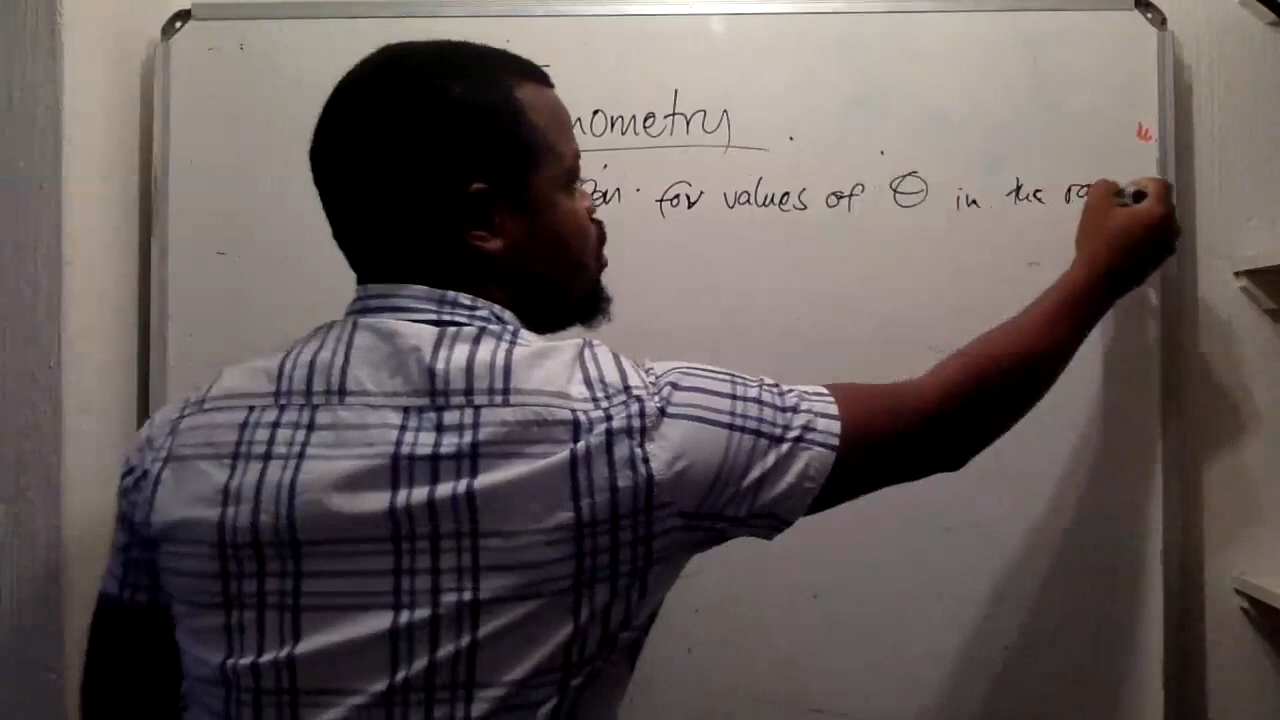 nometry
for values of θ in the ra